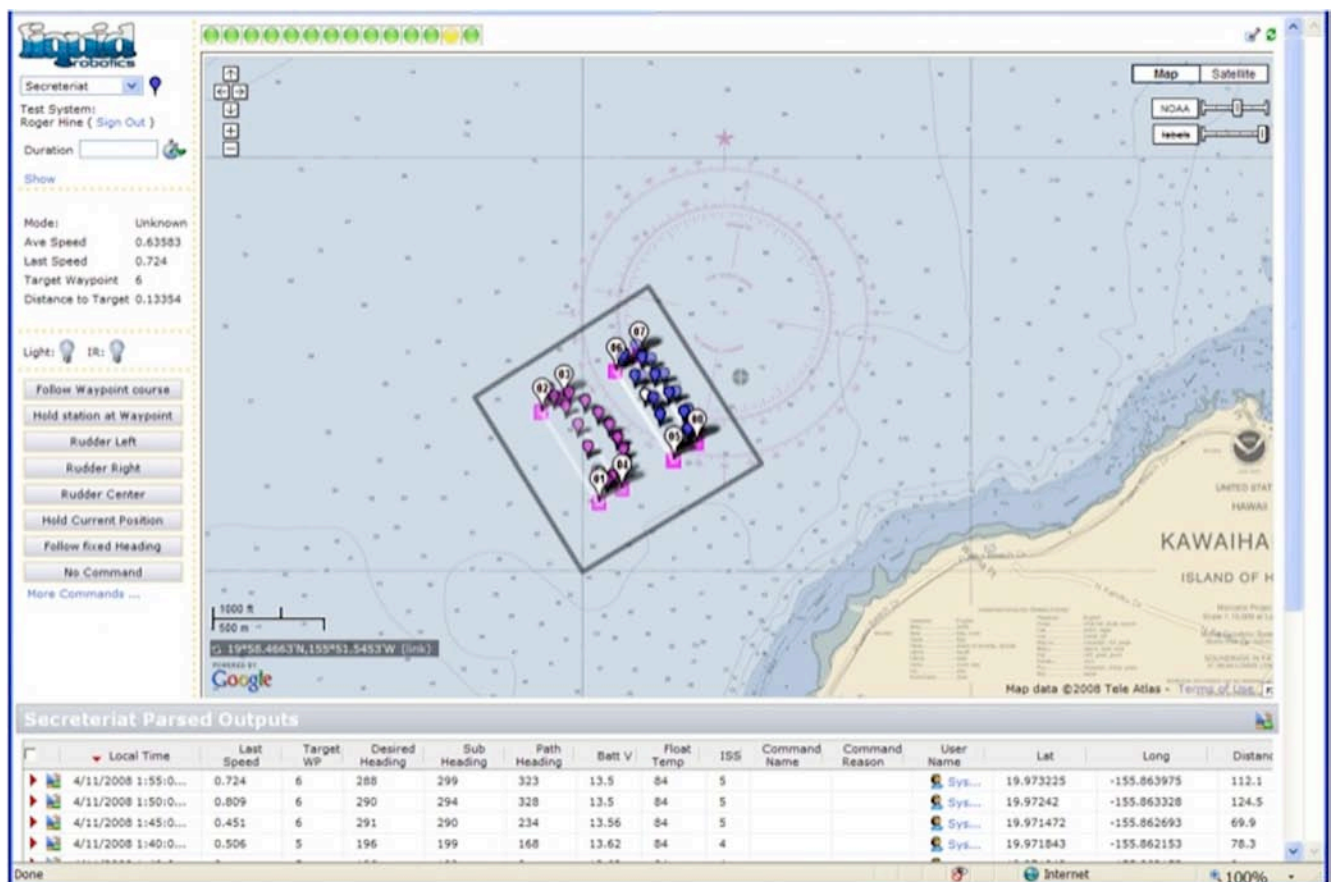 liquid
robotics
Secreteriat
Test System:
Roger Hine ( Sign Out )
Duration
Show
Mode: Unknown
Ave Speed 0.63583
Last Speed 0.724
Target Waypoint 6
Distance to Target 0.13354
Light: IR:
Follow Waypoint course
Hold station at Waypoint
Rudder Left
Rudder Right
Rudder Center
Hold Current Position
Follow fixed Heading
No Command
More Commands ...
Map Satellite
NOAA
labels
07
06
03
02
08
05
04
01
UNITED STAT
HAWAII
KAWAIHA
ISLAND OF H
1000 ft
500 m
19°58.4663'N,155°51.5453'W (link)
POWERED BY
Google
Map data ©2008 Tele Atlas - Terms of Use
Secreteriat Parsed Outputs
Local Time Last Speed Target WP Desired Heading Sub Heading Path Heading Batt V Float Temp ISS Command Name Command Reason User Name Lat Long Distanc
4/11/2008 1:55:0... 0.724 6 288 299 323 13.5 84 5 Sys... 19.973225 -155.863975 112.1
4/11/2008 1:50:0... 0.809 6 290 294 328 13.5 84 5 Sys... 19.97242 -155.863328 124.5
4/11/2008 1:45:0... 0.451 6 291 290 234 13.56 84 5 Sys... 19.971472 -155.862693 69.9
4/11/2008 1:40:0... 0.506 5 196 199 168 13.62 84 4 Sys... 19.971843 -155.862153 78.3
Done Internet 100%